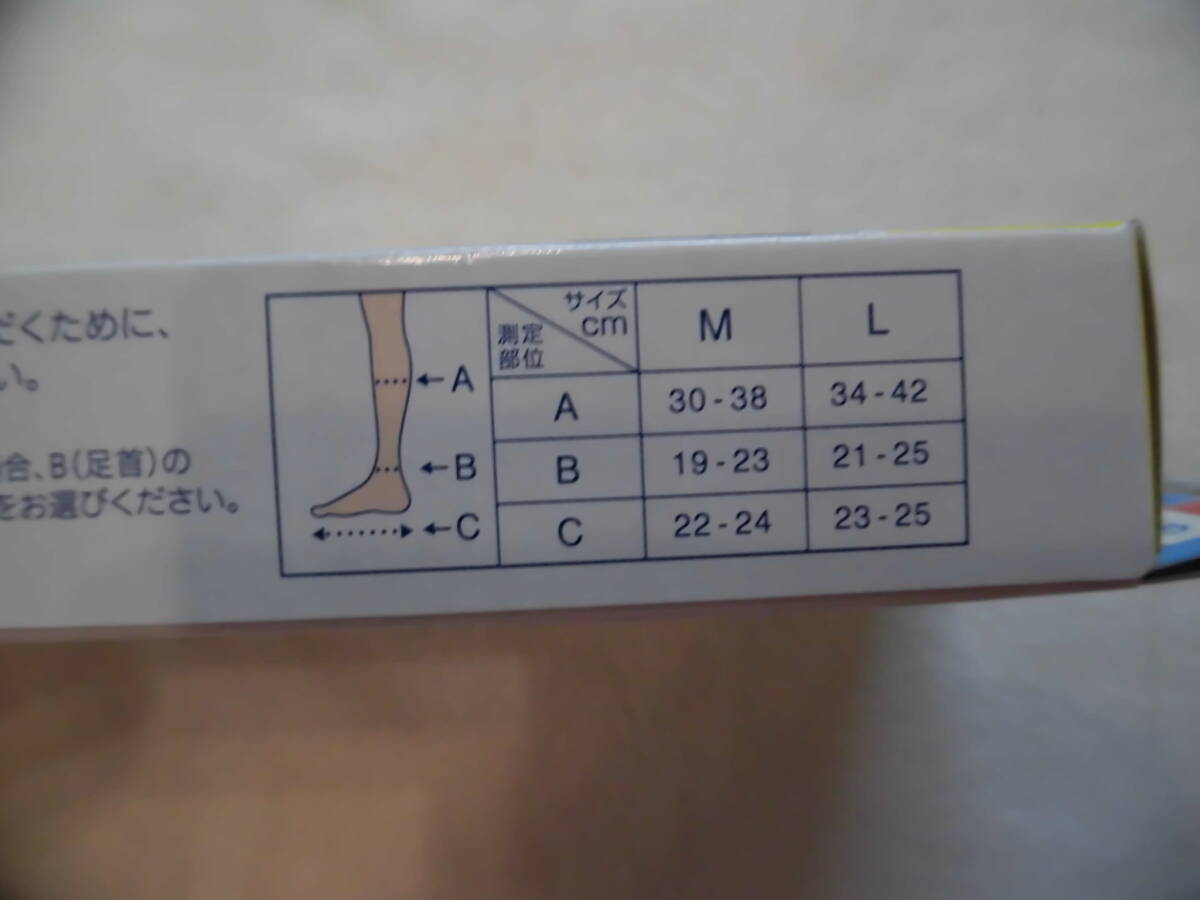 だくために、
い。
合、B(足首)の
をお選びください。
A
B
C
サイズ
cm
測定
部位
M L
A 30-38 34-42
B 19-23 21-25
C 22-24 23-25